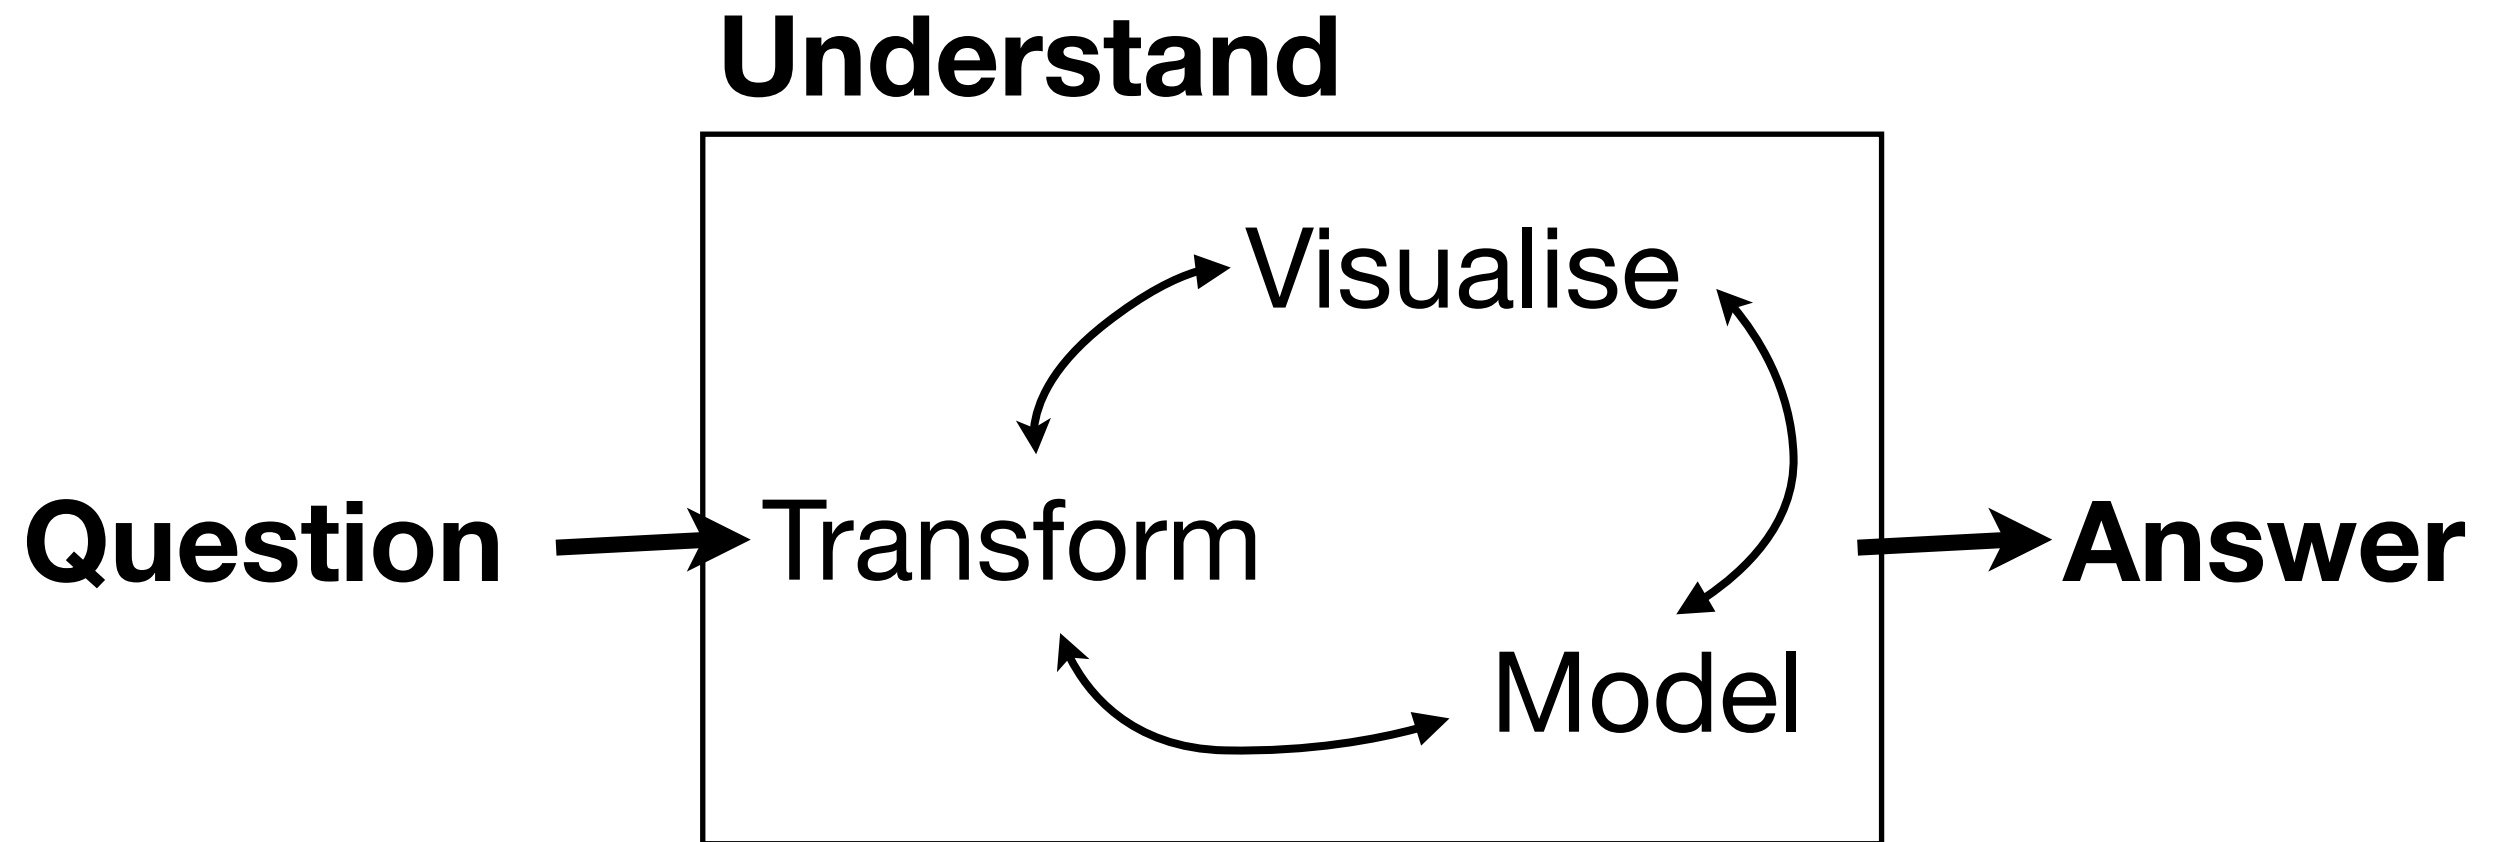 Understand
Visualise
Question
Transform
Answer
Model